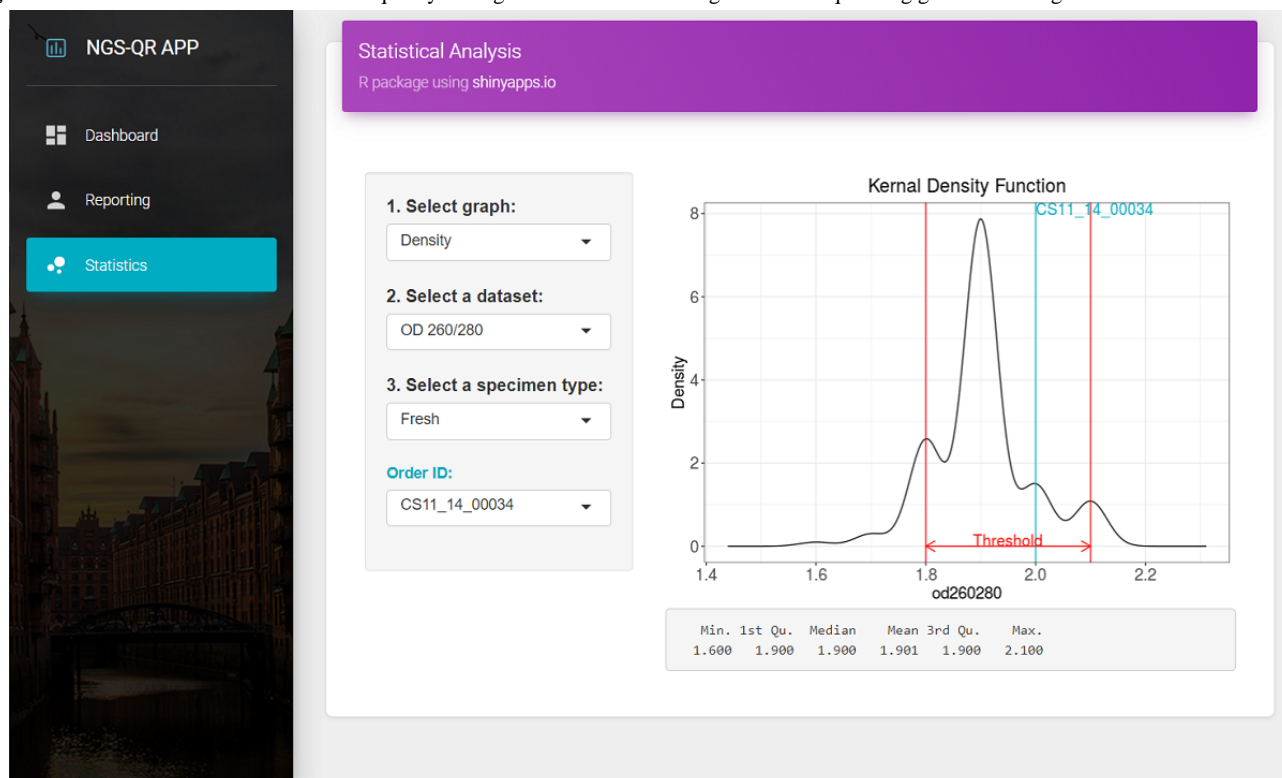 NGS-QR APP
Dashboard
Reporting
Statistics
Statistical Analysis
R package using shinyapps.io
1. Select graph:
Density
2. Select a dataset:
OD 260/280
3. Select a specimen type:
Fresh
Order ID:
CS11_14_00034
Kernal Density Function
CS11_14_00034
8
6
4
2
0
Density
Threshold
1.4 1.6 1.8 2.0 2.2
od260280
Min. 1st Qu. Median Mean 3rd Qu. Max.
1.600 1.900 1.900 1.901 1.900 2.100